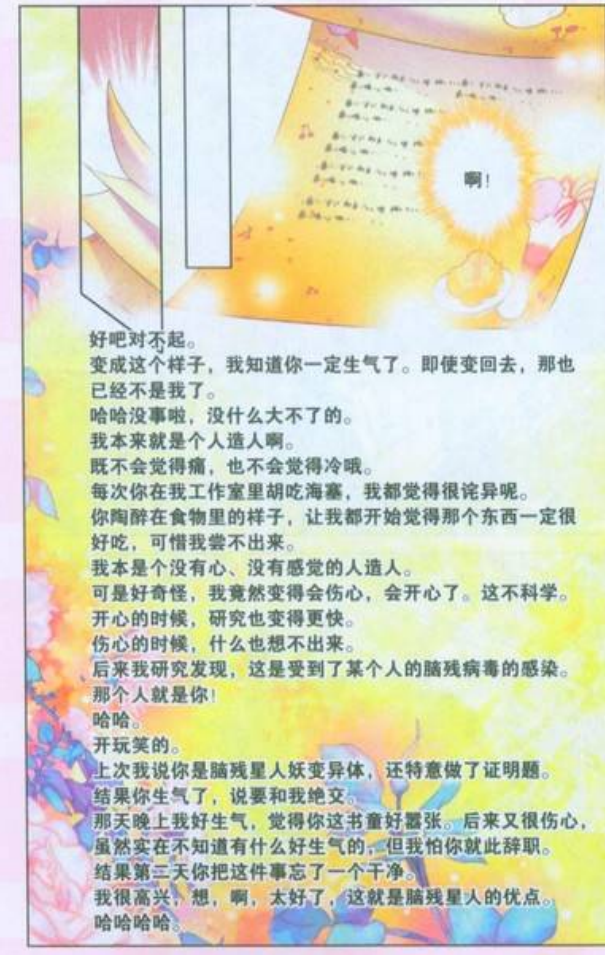 啊!
好吧对不起。
变成这个样子，我知道你一定生气了。即使变回去，那也
已经不是我了。
哈哈没事啦，没什么大不了的。
我本来就是个人造人啊。
既不会觉得痛，也不会觉得冷哦。
每次你在我工作室里胡吃海塞，我都觉得很诧异呢。
你陶醉在食物里的样子，让我都开始觉得那个东西一定很
好吃，可惜我尝不出来。
我本是个没有心、没有感觉的人造人。
可是好奇怪，我竟然变得会伤心，会开心了。这不科学。
开心的时候，研究也变得更快。
伤心的时候，什么也想不出来。
后来我研究发现，这是受到了某个人的脑残病毒的感染。
那个人就是你!
哈哈。
开玩笑的。
上次我说你是脑残星人妖变异体，还特意做了证明题。
结果你生气了，说要和我绝交。
那天晚上我好生气，觉得你这书童好嚣张。后来又很伤心，
虽然实在不知道有什么好生气的，但我怕你就此辞职。
结果第二天你把这件事忘了一个干净。
我很高兴，想，啊，太好了，这就是脑残星人的优点。
哈哈哈哈。